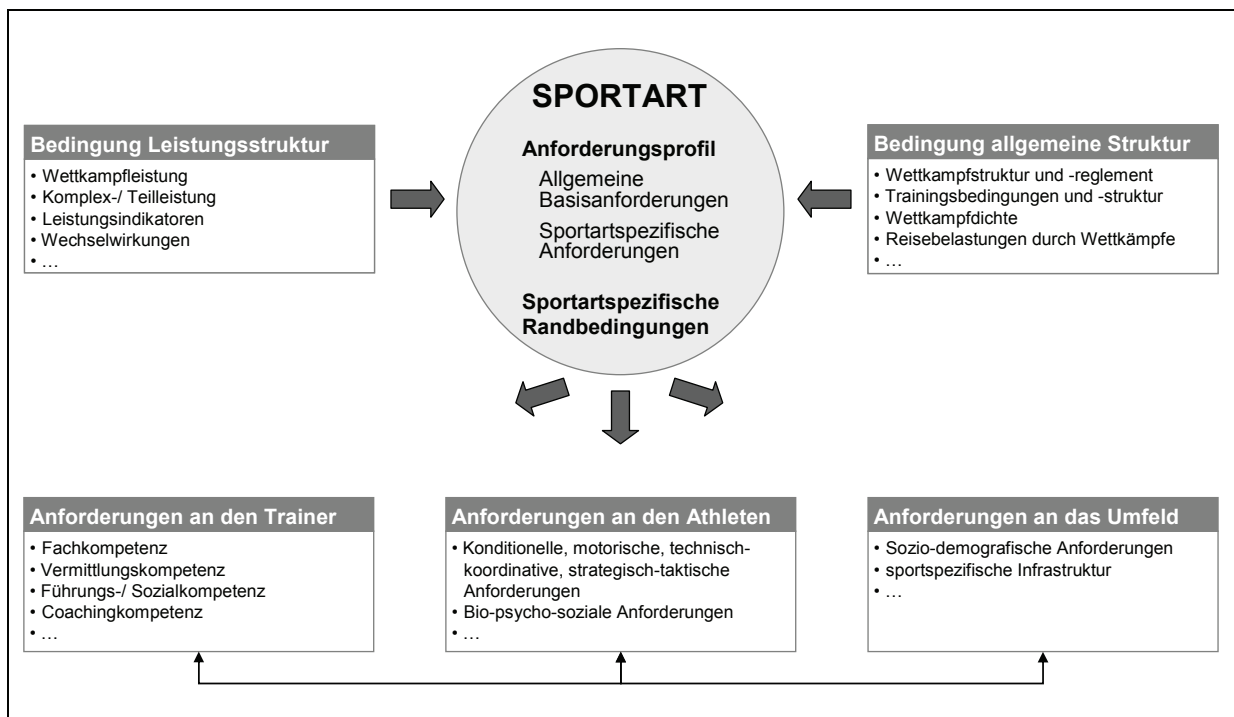 SPORTART
Anforderungsprofil
Allgemeine
Basisanforderungen
Sportartspezifische
Anforderungen
Sportartspezifische
Randbedingungen
Bedingung Leistungsstruktur
• Wettkampfleistung
• Komplex-/ Teilleistung
• Leistungsindikatoren
• Wechselwirkungen
• …
Bedingung allgemeine Struktur
• Wettkampfstruktur und -reglement
• Trainingsbedingungen und -struktur
• Wettkampfdichte
• Reisebelastungen durch Wettkämpfe
• …
Anforderungen an den Trainer
• Fachkompetenz
• Vermittlungskompetenz
• Führungs-/ Sozialkompetenz
• Coachingkompetenz
• …
Anforderungen an den Athleten
• Konditionelle, motorische, technisch-
koordinative, strategisch-taktische
Anforderungen
• Bio-psycho-soziale Anforderungen
• …
Anforderungen an das Umfeld
• Sozio-demografische Anforderungen
• sportspezifische Infrastruktur
• …